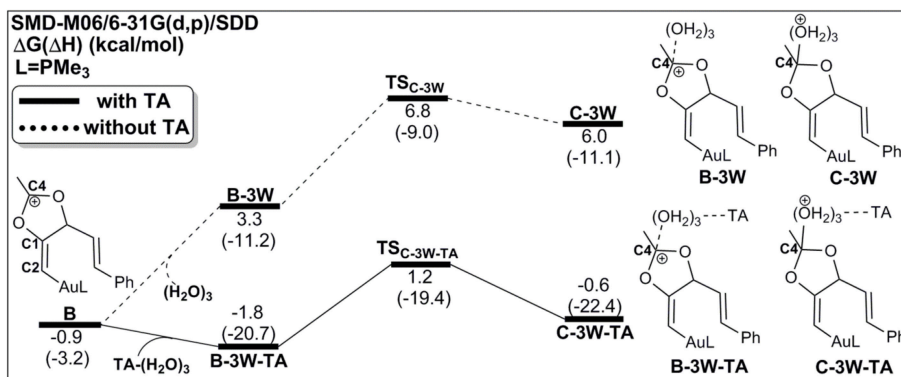 SMD-M06/6-31G(d,p)/SDD
ΔG(ΔH) (kcal/mol)
L=PMe3
with TA
without TA
C4
⊕
O
O
C1
C2
AuL
Ph
B
-0.9
(-3.2)
(H2O)3
TA-(H2O)3
B-3W
3.3
(-11.2)
-1.8
(-20.7)
B-3W-TA
TSC-3W
6.8
(-9.0)
TSC-3W-TA
1.2
(-19.4)
C-3W
6.0
(-11.1)
-0.6
(-22.4)
C-3W-TA
(OH2)3
C4
⊕
O
O
AuL
Ph
B-3W
⊕
(OH2)3
C4
O
O
AuL
Ph
C-3W
(OH2)3---TA
C4
⊕
O
O
AuL
Ph
B-3W-TA
⊕
(OH2)3---TA
C4
O
O
AuL
Ph
C-3W-TA